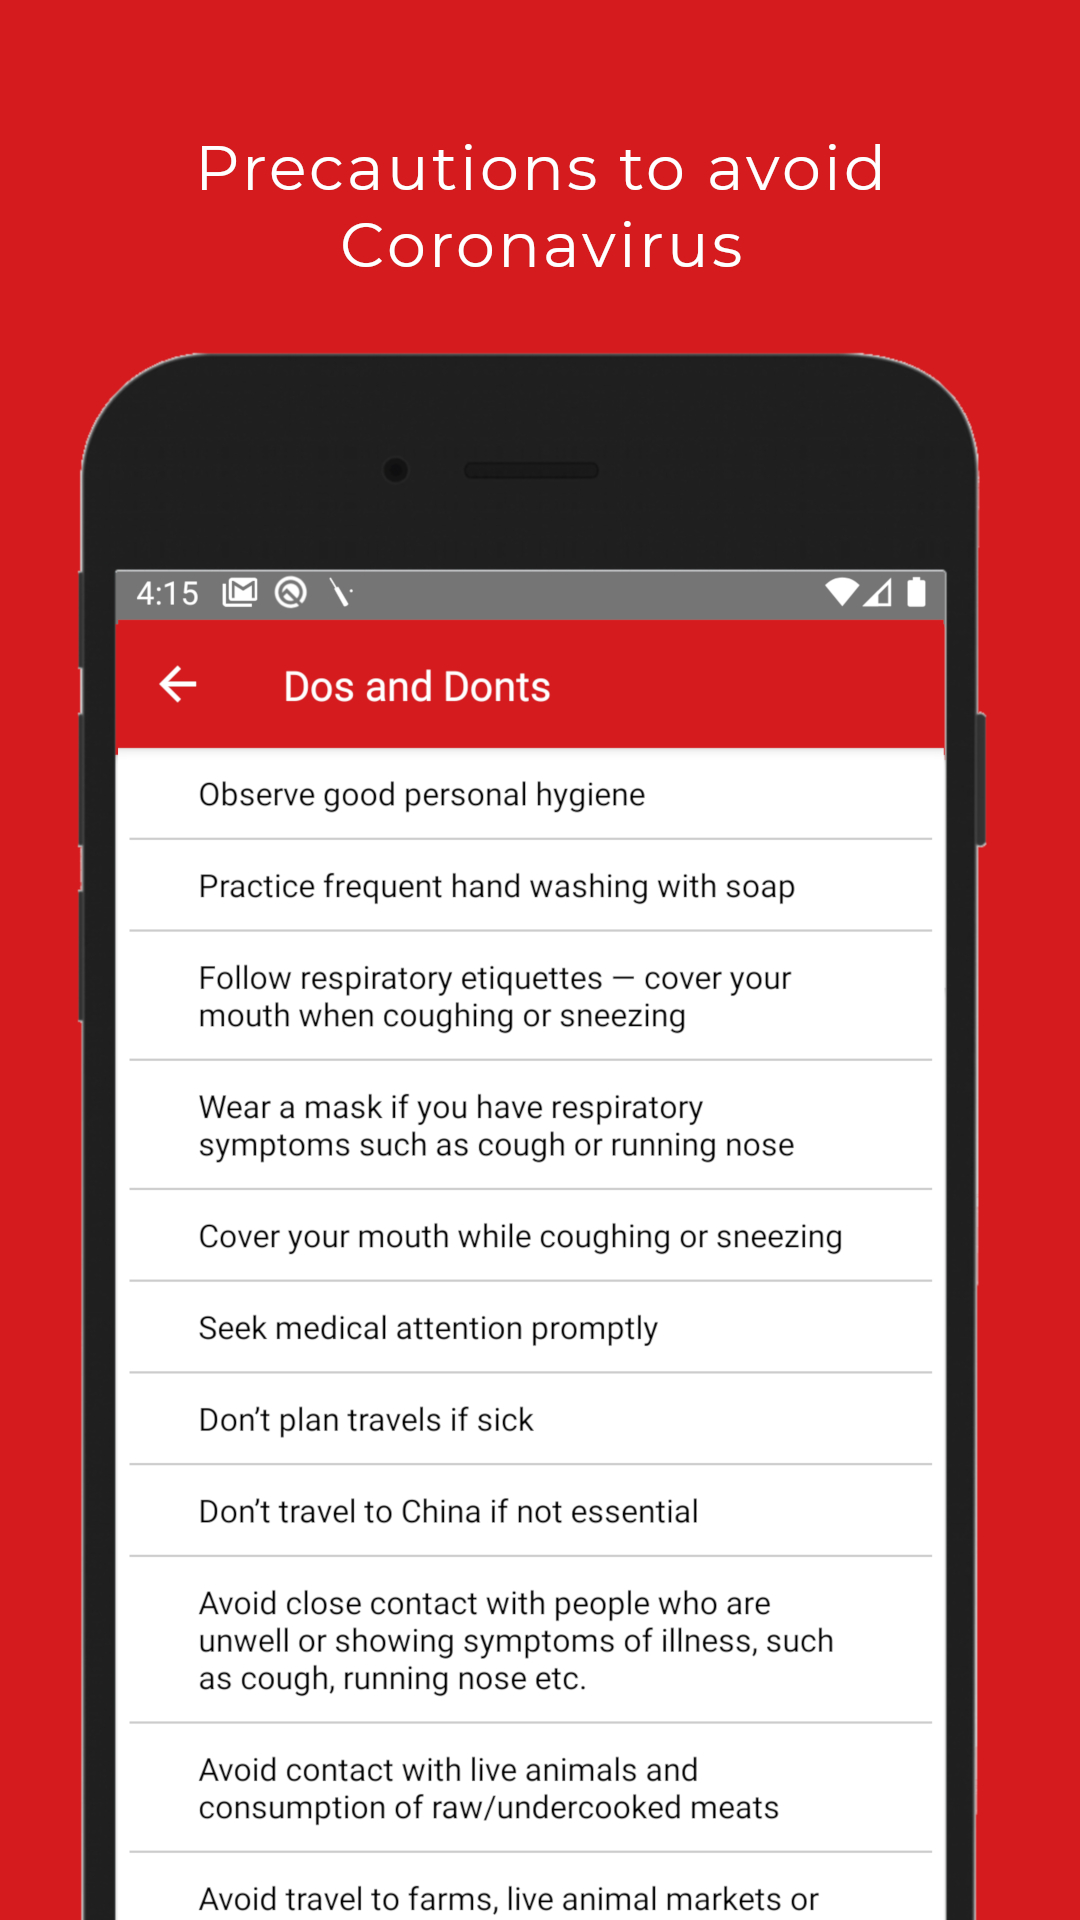 Precautions to avoid
Coronavirus
4:15
Dos and Donts
Observe good personal hygiene
Practice frequent hand washing with soap
Follow respiratory etiquettes — cover your
mouth when coughing or sneezing
Wear a mask if you have respiratory
symptoms such as cough or running nose
Cover your mouth while coughing or sneezing
Seek medical attention promptly
Don’t plan travels if sick
Don’t travel to China if not essential
Avoid close contact with people who are
unwell or showing symptoms of illness, such
as cough, running nose etc.
Avoid contact with live animals and
consumption of raw/undercooked meats
Avoid travel to farms, live animal markets or